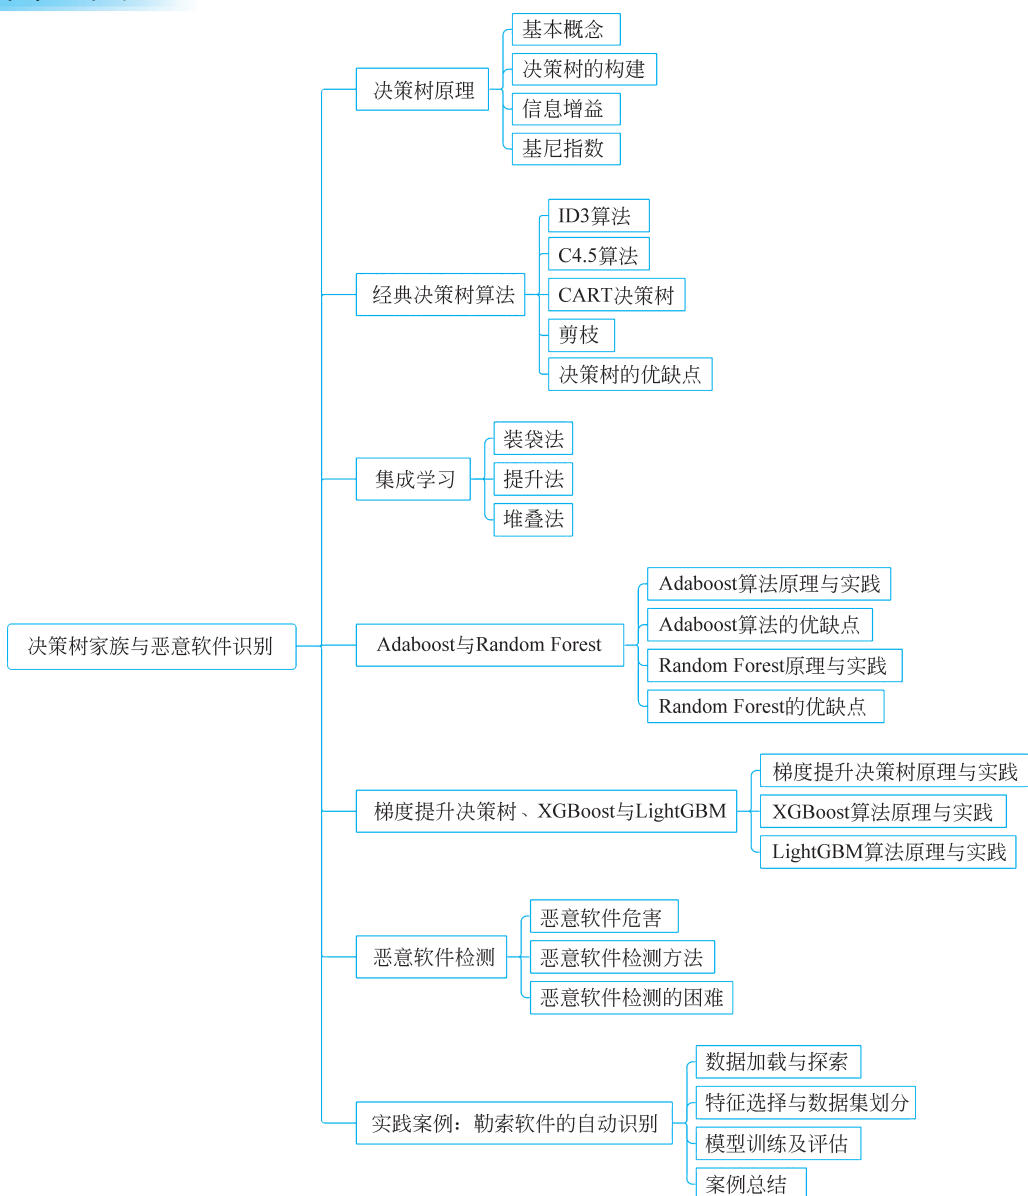 决策树家族与恶意软件识别
决策树原理
基本概念
决策树的构建
信息增益
基尼指数
经典决策树算法
ID3算法
C4.5算法
CART决策树
剪枝
决策树的优缺点
集成学习
装袋法
提升法
堆叠法
Adaboost与Random Forest
Adaboost算法原理与实践
Adaboost算法的优缺点
Random Forest原理与实践
Random Forest的优缺点
梯度提升决策树、XGBoost与LightGBM
梯度提升决策树原理与实践
XGBoost算法原理与实践
LightGBM算法原理与实践
恶意软件检测
恶意软件危害
恶意软件检测方法
恶意软件检测的困难
实践案例：勒索软件的自动识别
数据加载与探索
特征选择与数据集划分
模型训练及评估
案例总结